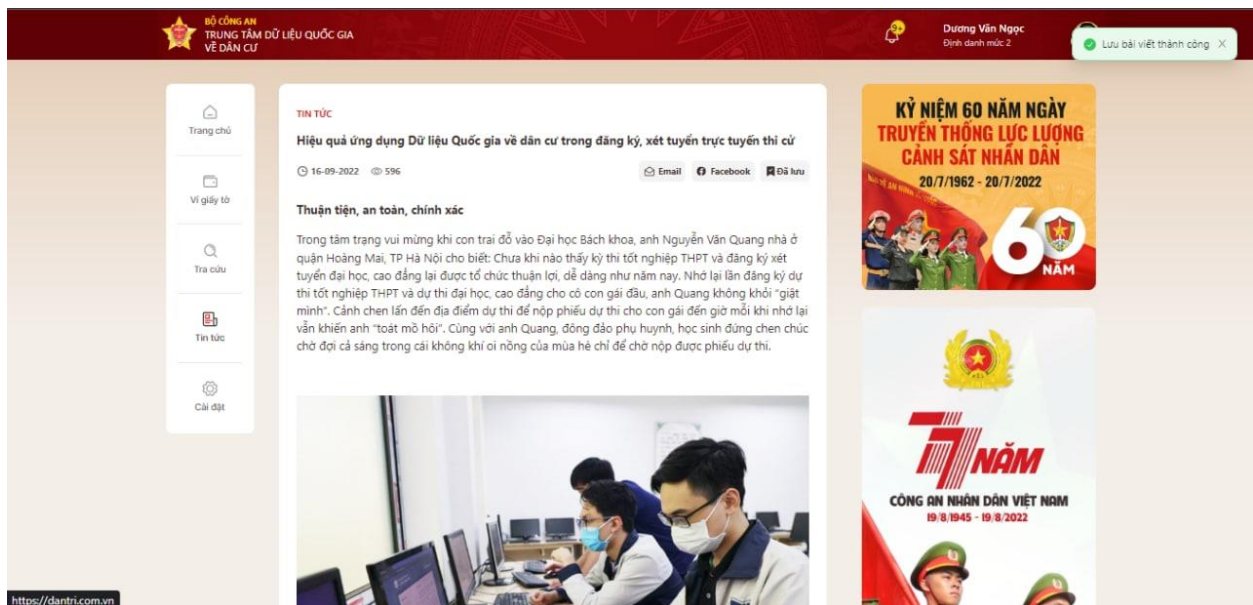 BỘ CÔNG AN
TRUNG TÂM DỮ LIỆU QUỐC GIA
VỀ DÂN CƯ
9+
Dương Văn Ngọc
Định danh mức 2
Lưu bài viết thành công
Trang chủ
Ví giấy tờ
Tra cứu
Tin tức
Cài đặt
TIN TỨC
Hiệu quả ứng dụng Dữ liệu Quốc gia về dân cư trong đăng ký, xét tuyển trực tuyến thi cử
16-09-2022 596
Email Facebook Đã lưu
Thuận tiện, an toàn, chính xác
Trong tâm trạng vui mừng khi con trai đỗ vào Đại học Bách khoa, anh Nguyễn Văn Quang nhà ở
quận Hoàng Mai, TP Hà Nội cho biết: Chưa khi nào thấy kỳ thi tốt nghiệp THPT và đăng ký xét
tuyển đại học, cao đẳng lại được tổ chức thuận lợi, dễ dàng như năm nay. Nhớ lại lần đăng ký dự
thi tốt nghiệp THPT và dự thi đại học, cao đẳng cho cô con gái đầu, anh Quang không khỏi "giật
mình". Cảnh chen lấn đến địa điểm dự thi để nộp phiếu dự thi cho con gái đến giờ mỗi khi nhớ lại
vẫn khiến anh "toát mồ hôi". Cùng với anh Quang, đông đảo phụ huynh, học sinh đứng chen chúc
chờ đợi cả sáng trong cái không khí oi nồng của mùa hè chỉ để chờ nộp được phiếu dự thi.
KỶ NIỆM 60 NĂM NGÀY
TRUYỀN THỐNG LỰC LƯỢNG
CẢNH SÁT NHÂN DÂN
20/7/1962 - 20/7/2022
60
NĂM
77 NĂM
CÔNG AN NHÂN DÂN VIỆT NAM
19/8/1945 - 19/8/2022
https://dantri.com.vn